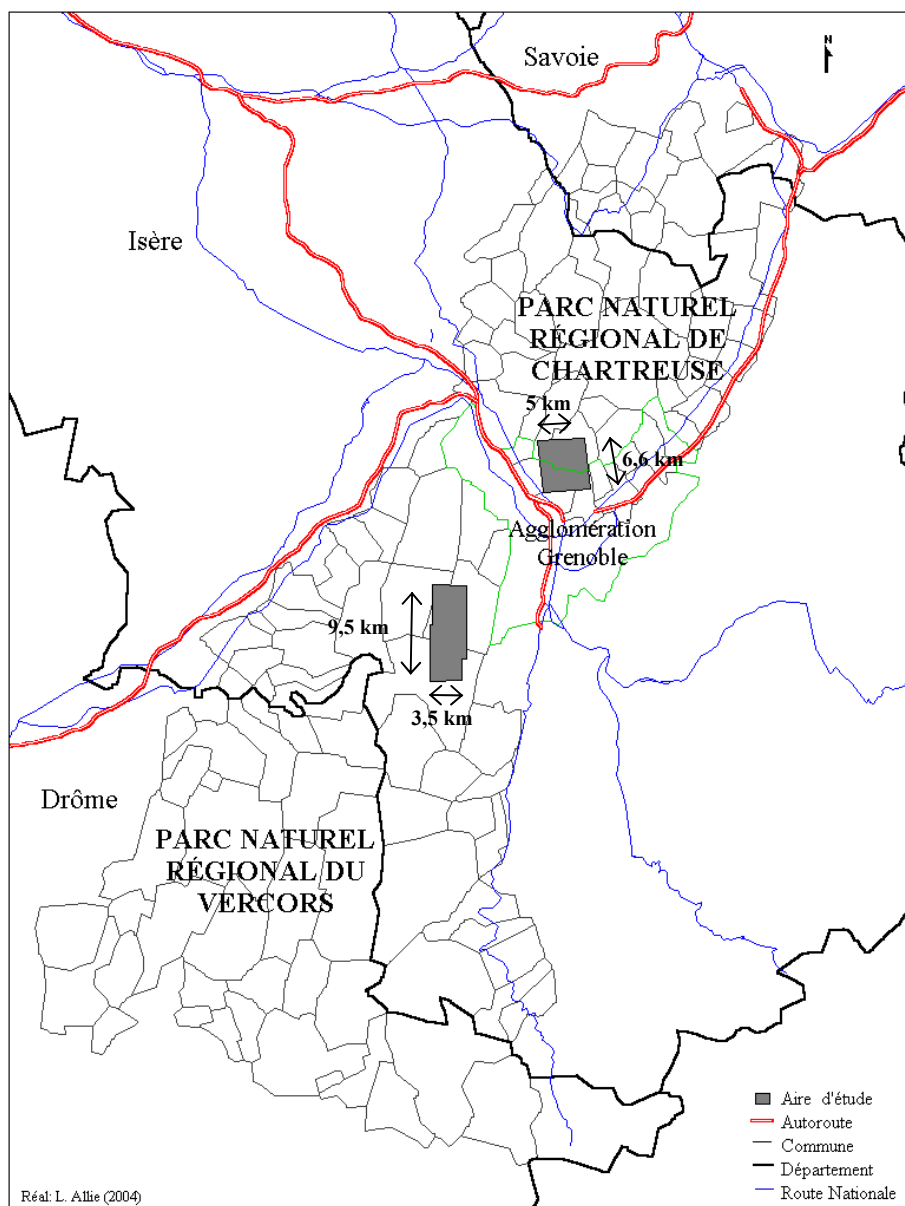 Savoie
N
Isère
PARC NATUREL
RÉGIONAL DE
CHARTREUSE
5 km
6,6 km
Agglomération
Grenoble
9,5 km
3,5 km
Drôme
PARC NATUREL
RÉGIONAL DU
VERCORS
Aire d'étude
Autoroute
Commune
Département
Route Nationale
Réal: L. Allie (2004)